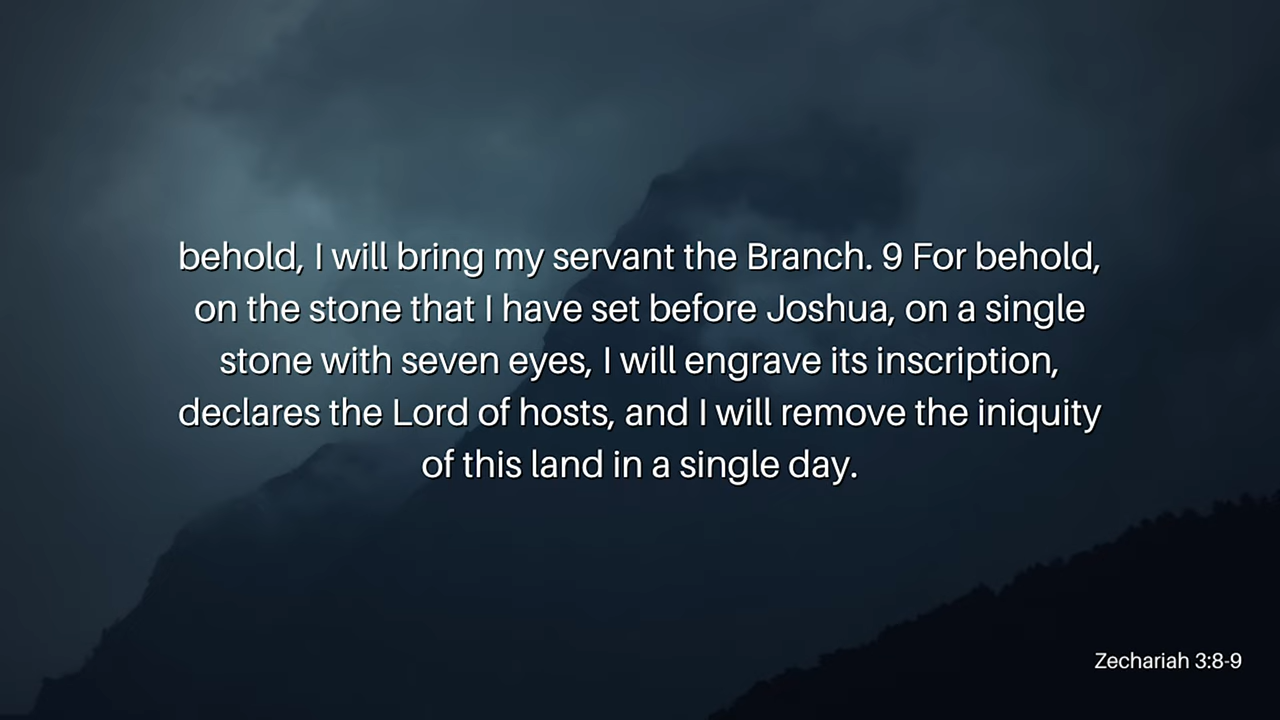 behold, I will bring my servant the Branch. 9 For behold,
on the stone that I have set before Joshua, on a single
stone with seven eyes, I will engrave its inscription,
declares the Lord of hosts, and I will remove the iniquity
of this land in a single day.
Zechariah 3:8-9